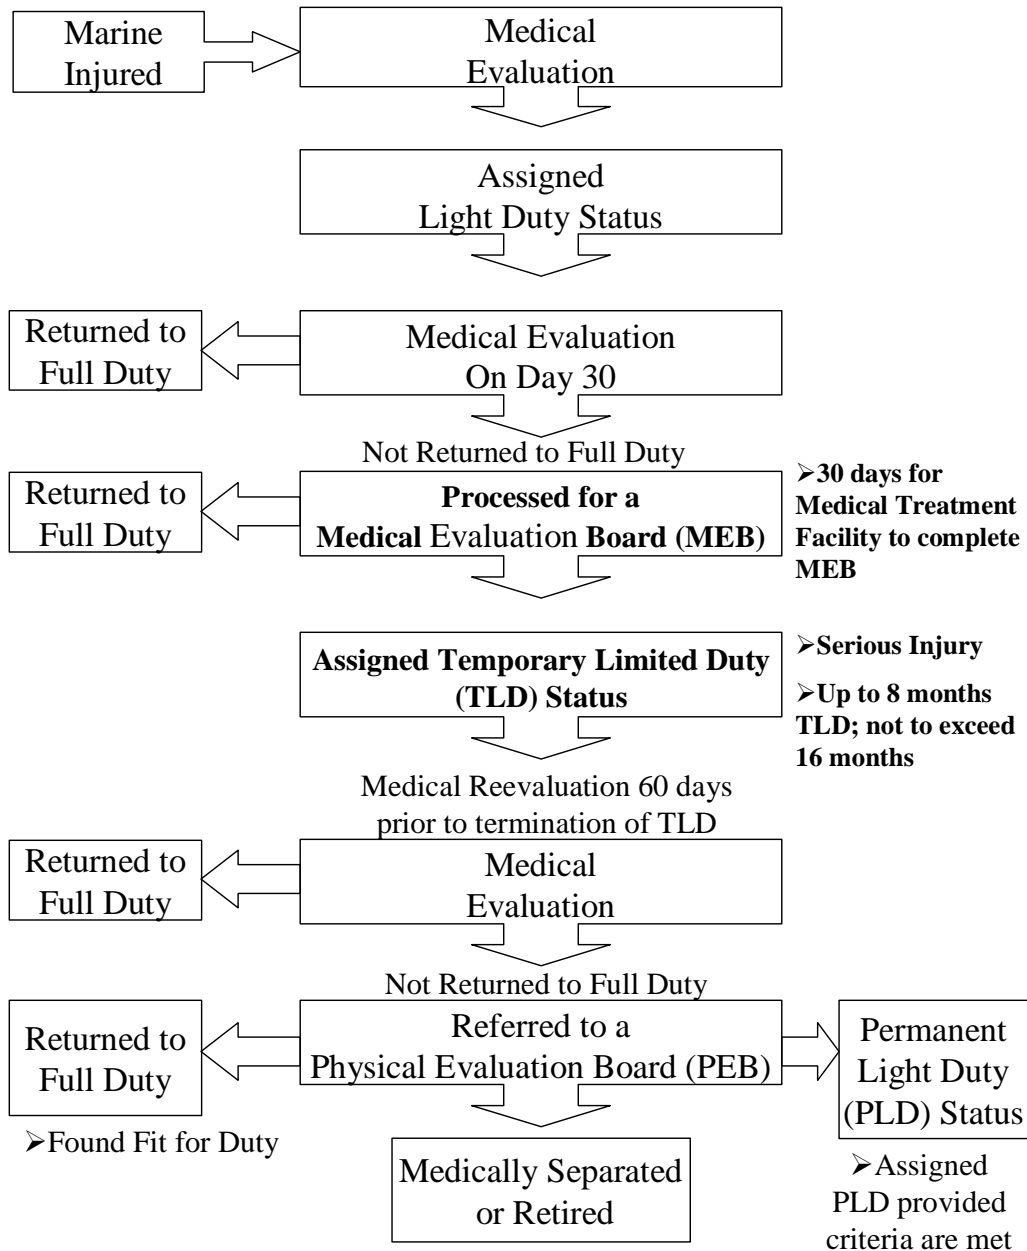 Marine
Injured
Medical
Evaluation
Assigned
Light Duty Status
Returned to
Full Duty
Medical Evaluation
On Day 30
Not Returned to Full Duty
Returned to
Full Duty
Processed for a
Medical Evaluation Board (MEB)
➢30 days for
Medical Treatment
Facility to complete
MEB
Assigned Temporary Limited Duty
(TLD) Status
➢Serious Injury
➢Up to 8 months
TLD; not to exceed
16 months
Medical Reevaluation 60 days
prior to termination of TLD
Returned to
Full Duty
Medical
Evaluation
Not Returned to Full Duty
Returned to
Full Duty
➢Found Fit for Duty
Referred to a
Physical Evaluation Board (PEB)
Permanent
Light Duty
(PLD) Status
➢Assigned
PLD provided
criteria are met
Medically Separated
or Retired